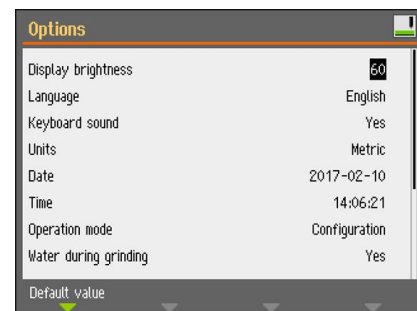 Options
Display brightness 60
Language English
Keyboard sound Yes
Units Metric
Date 2017-02-10
Time 14:06:21
Operation mode Configuration
Water during grinding Yes
Default value